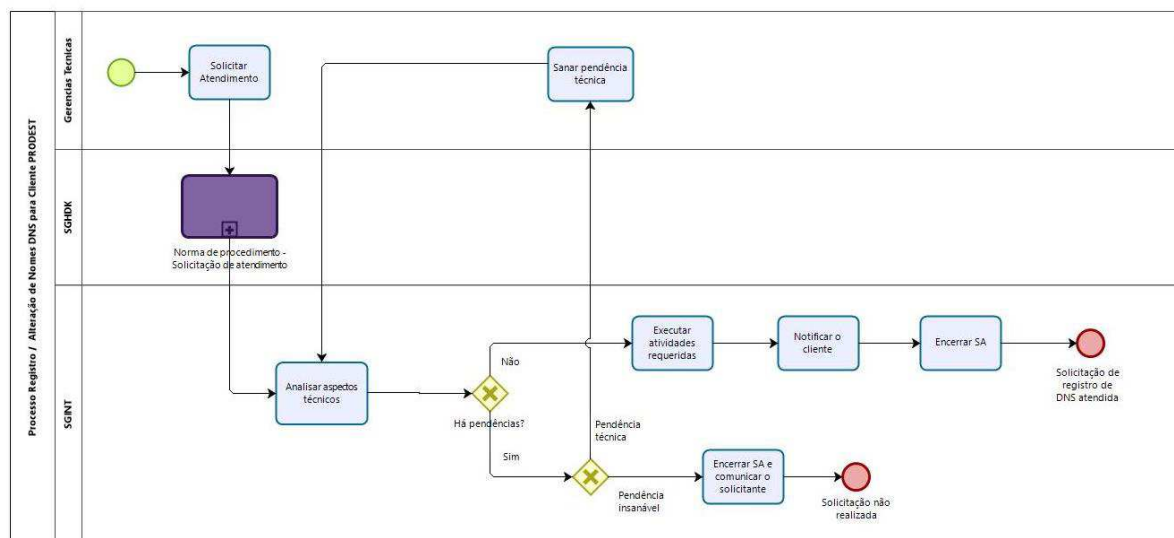 Processo Registro / Alteração de Nomes DNS para Cliente PRODEST
Gerencias Tecnicas
Solicitar
Atendimento
Sanar pendência
técnica
SGHDK
Norma de procedimento -
Solicitação de atendimento
SGINT
Analisar aspectos
técnicos
Há pendências?
Não
Sim
Executar
atividades
requeridas
Notificar o
cliente
Encerrar SA
Solicitação de
registro de
DNS atendida
Pendência
técnica
Pendência
insanável
Encerrar SA e
comunicar o
solicitante
Solicitação não
realizada